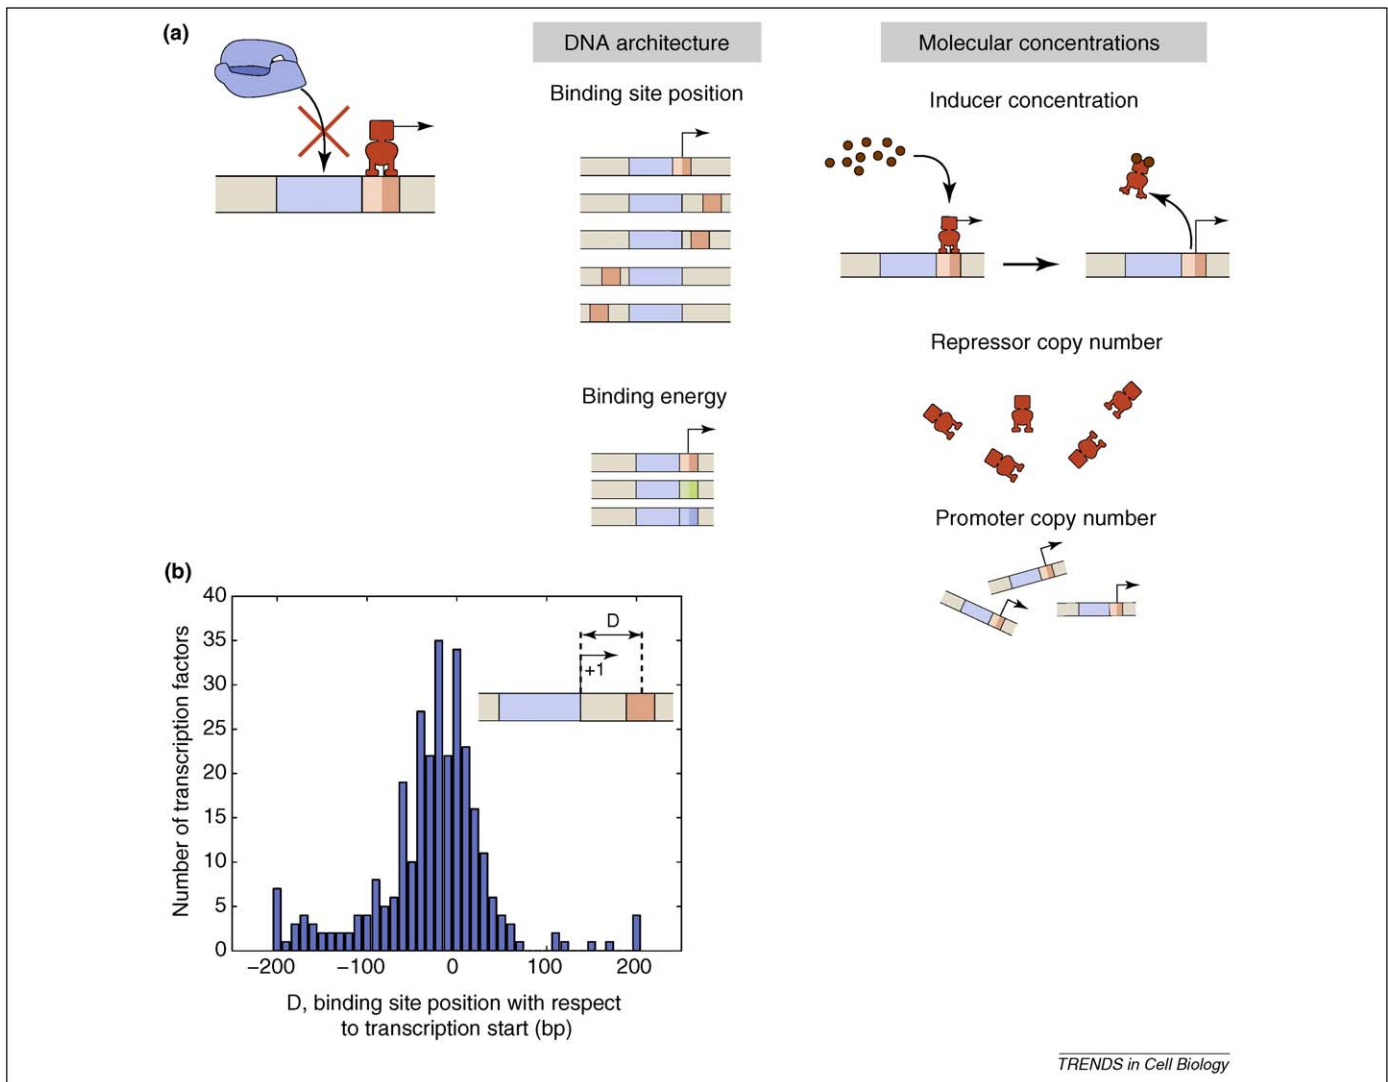 (a)
DNA architecture
Molecular concentrations
Binding site position
Inducer concentration
Repressor copy number
Binding energy
Promoter copy number
(b)
40
35
30
25
20
15
10
5
0
Number of transcription factors
D
+1
−200
−100
0
100
200
D, binding site position with respect
to transcription start (bp)
TRENDS in Cell Biology